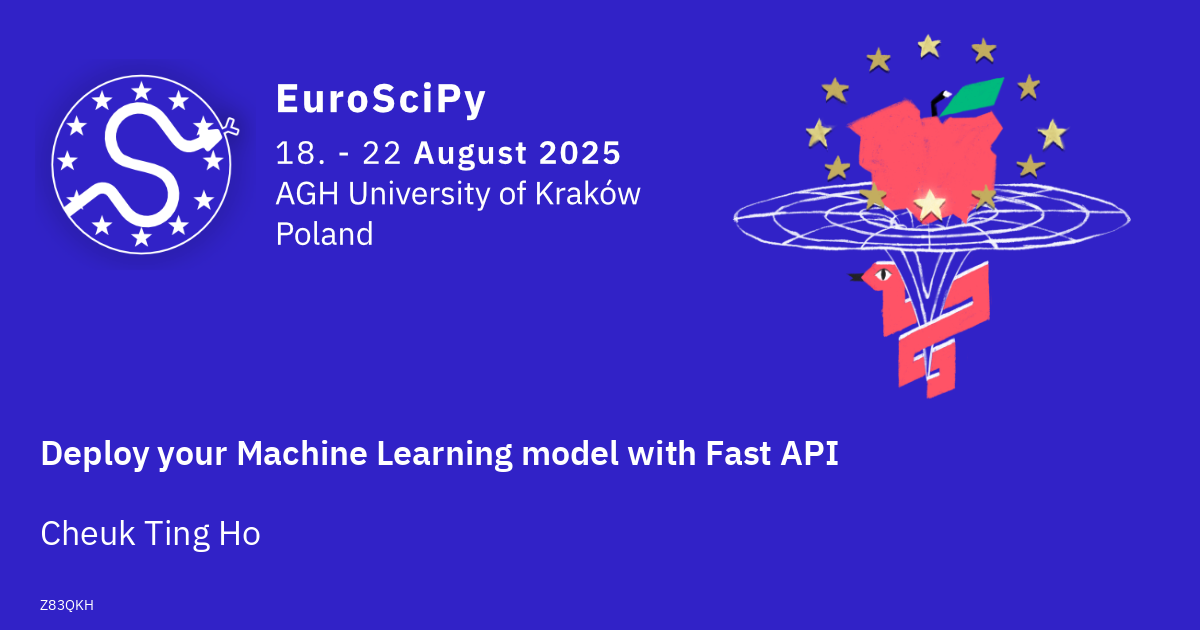 EuroSciPy
18. - 22 August 2025
AGH University of Kraków
Poland
Deploy your Machine Learning model with Fast API
Cheuk Ting Ho
Z83QKH